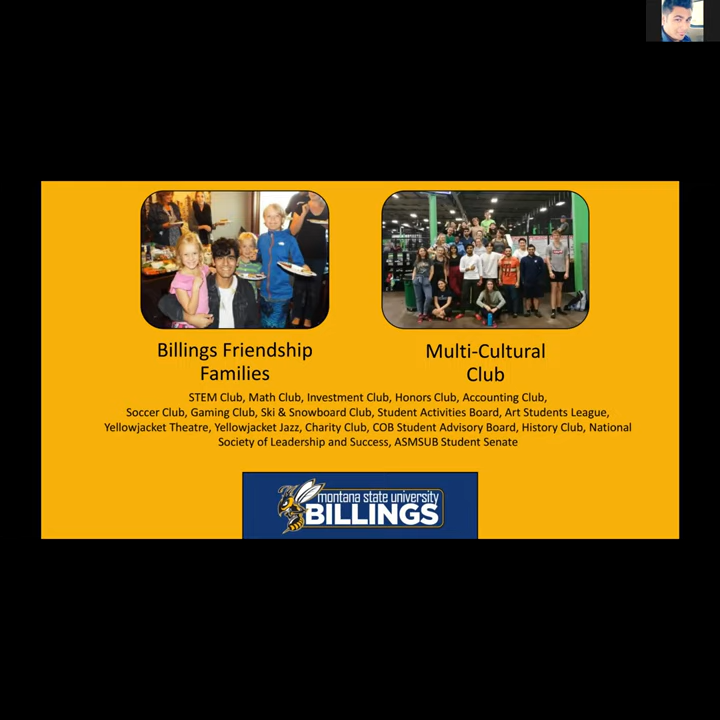 Billings Friendship
Families
Multi-Cultural
Club
STEM Club, Math Club, Investment Club, Honors Club, Accounting Club,
Soccer Club, Gaming Club, Ski & Snowboard Club, Student Activities Board, Art Students League,
Yellowjacket Theatre, Yellowjacket Jazz, Charity Club, COB Student Advisory Board, History Club, National
Society of Leadership and Success, ASMSUB Student Senate
montana state university
BILLINGS